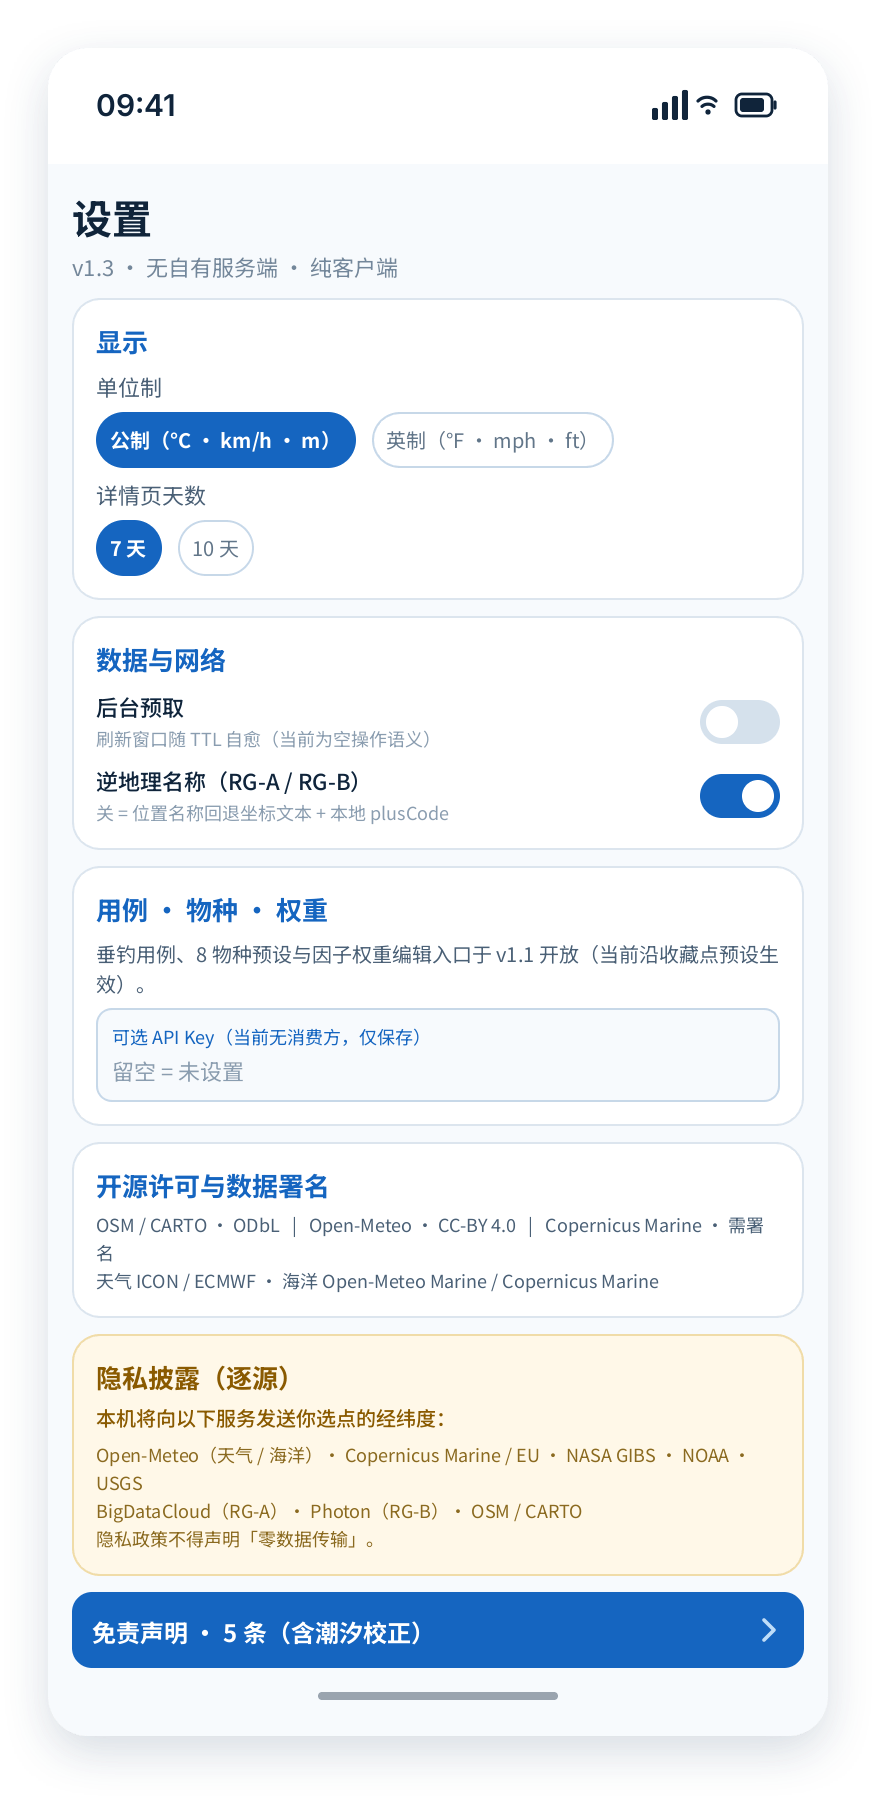 09:41
设置
v1.3 · 无自有服务端 · 纯客户端
显示
单位制
公制（°C · km/h · m）
英制（°F · mph · ft）
详情页天数
7 天
10 天
数据与网络
后台预取
刷新窗口随 TTL 自愈（当前为空操作语义）
逆地理名称（RG-A / RG-B）
关 = 位置名称回退坐标文本 + 本地 plusCode
用例 · 物种 · 权重
垂钓用例、8 物种预设与因子权重编辑入口于 v1.1 开放（当前沿收藏点预设生
效）。
可选 API Key（当前无消费方，仅保存）
留空 = 未设置
开源许可与数据署名
OSM / CARTO · ODbL ｜ Open-Meteo · CC-BY 4.0 ｜ Copernicus Marine · 需署
名
天气 ICON / ECMWF · 海洋 Open-Meteo Marine / Copernicus Marine
隐私披露（逐源）
本机将向以下服务发送你选点的经纬度：
Open-Meteo（天气 / 海洋） · Copernicus Marine / EU · NASA GIBS · NOAA ·
USGS
BigDataCloud（RG-A） · Photon（RG-B） · OSM / CARTO
隐私政策不得声明「零数据传输」。
免责声明 · 5 条（含潮汐校正）